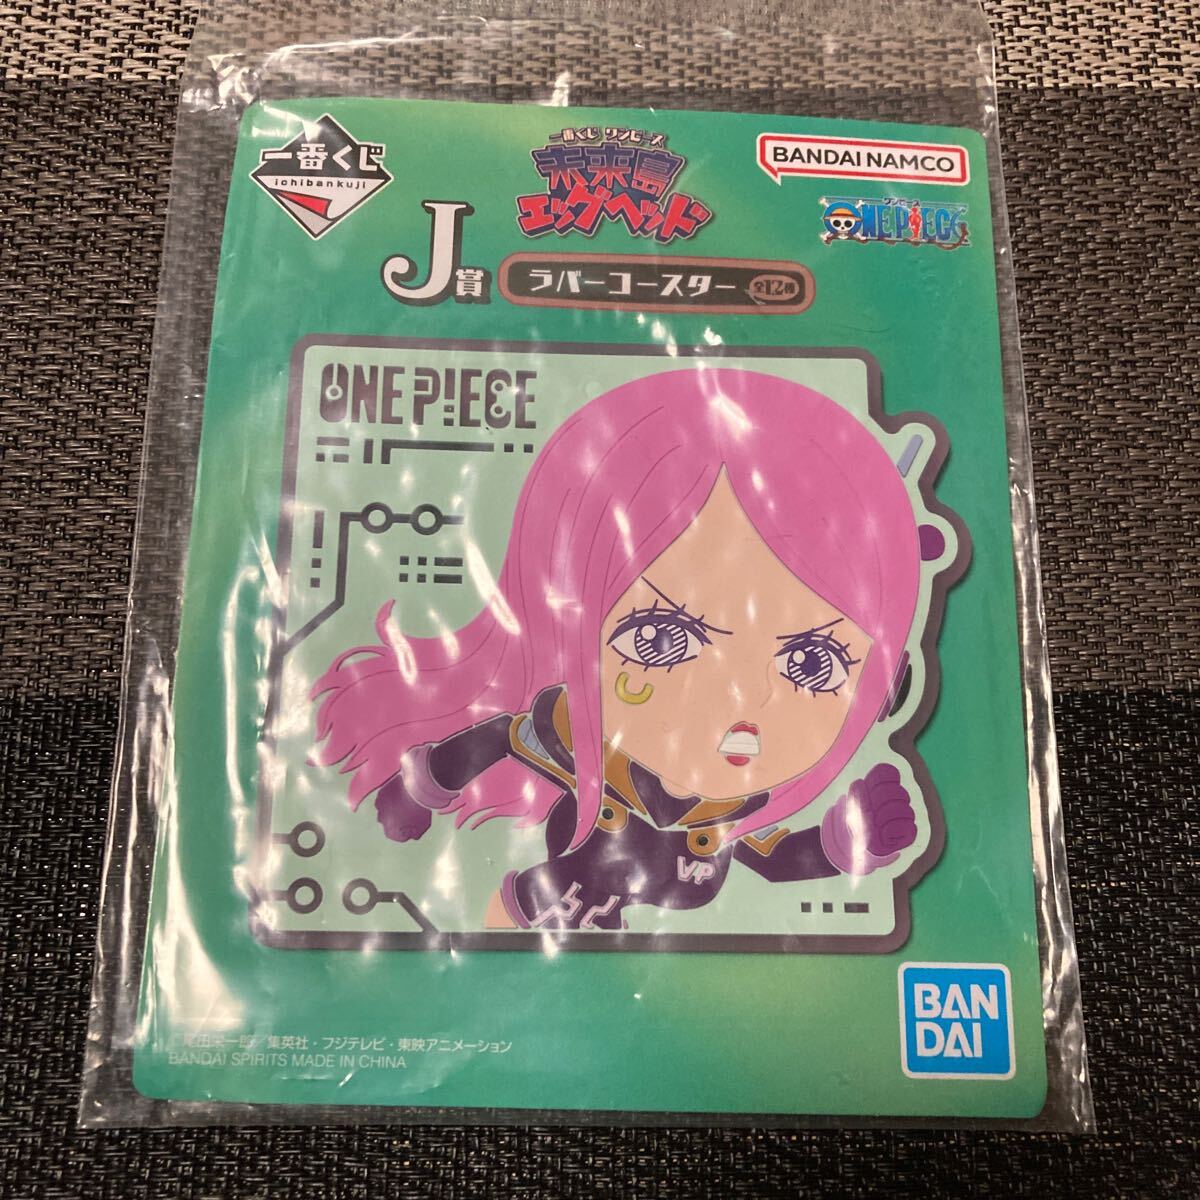 一番くじ
ichibankuji
一番くじ ワンピース
未来島
エッグヘッド
BANDAI NAMCO
ワンピース
ONE PIECE
J賞
ラバーコースター 全12種
ONE PIECE
VP
BAN
DAI
尾田栄一郎／集英社・フジテレビ・東映アニメーション
BANDAI SPIRITS MADE IN CHINA